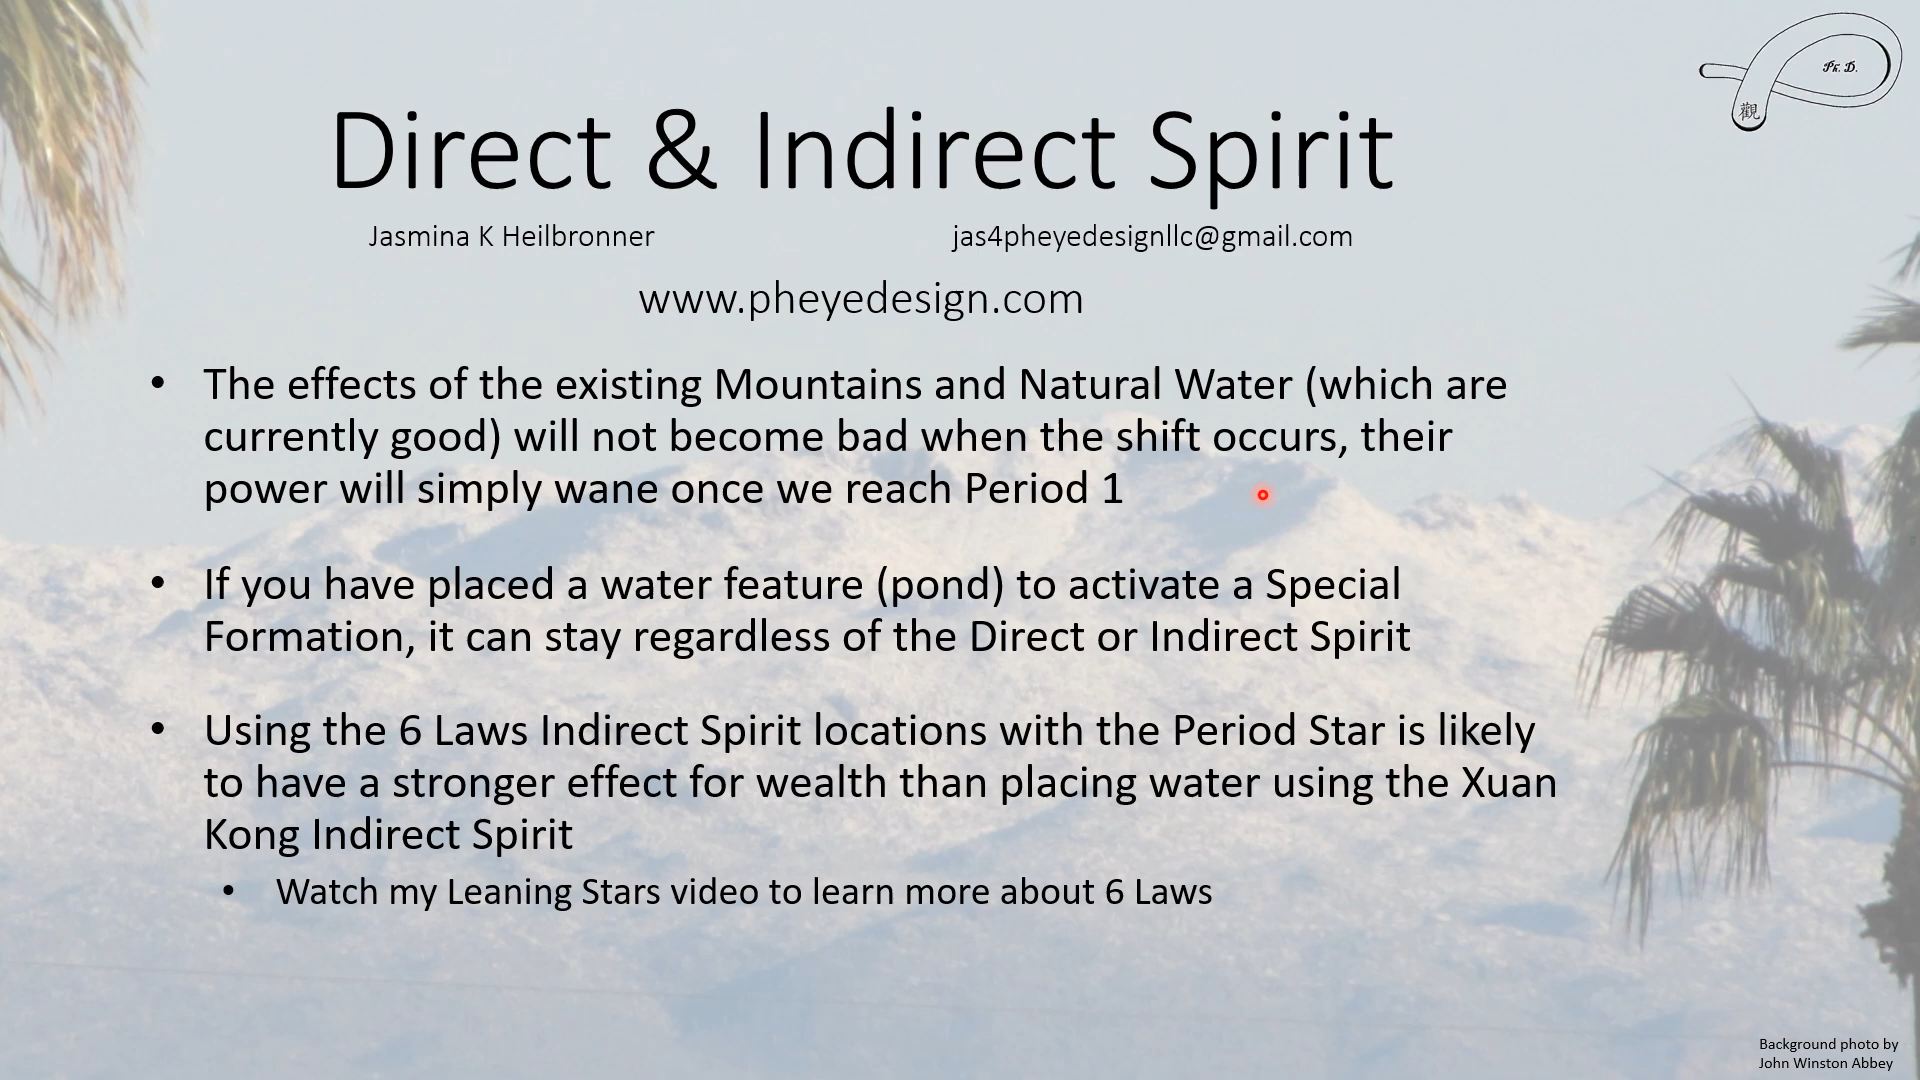 Ph. D.
觀
Direct & Indirect Spirit
Jasmina K Heilbronner jas4pheyedesignllc@gmail.com
www.pheyedesign.com
• The effects of the existing Mountains and Natural Water (which are
currently good) will not become bad when the shift occurs, their
power will simply wane once we reach Period 1
• If you have placed a water feature (pond) to activate a Special
Formation, it can stay regardless of the Direct or Indirect Spirit
• Using the 6 Laws Indirect Spirit locations with the Period Star is likely
to have a stronger effect for wealth than placing water using the Xuan
Kong Indirect Spirit
• Watch my Leaning Stars video to learn more about 6 Laws
Background photo by
John Winston Abbey